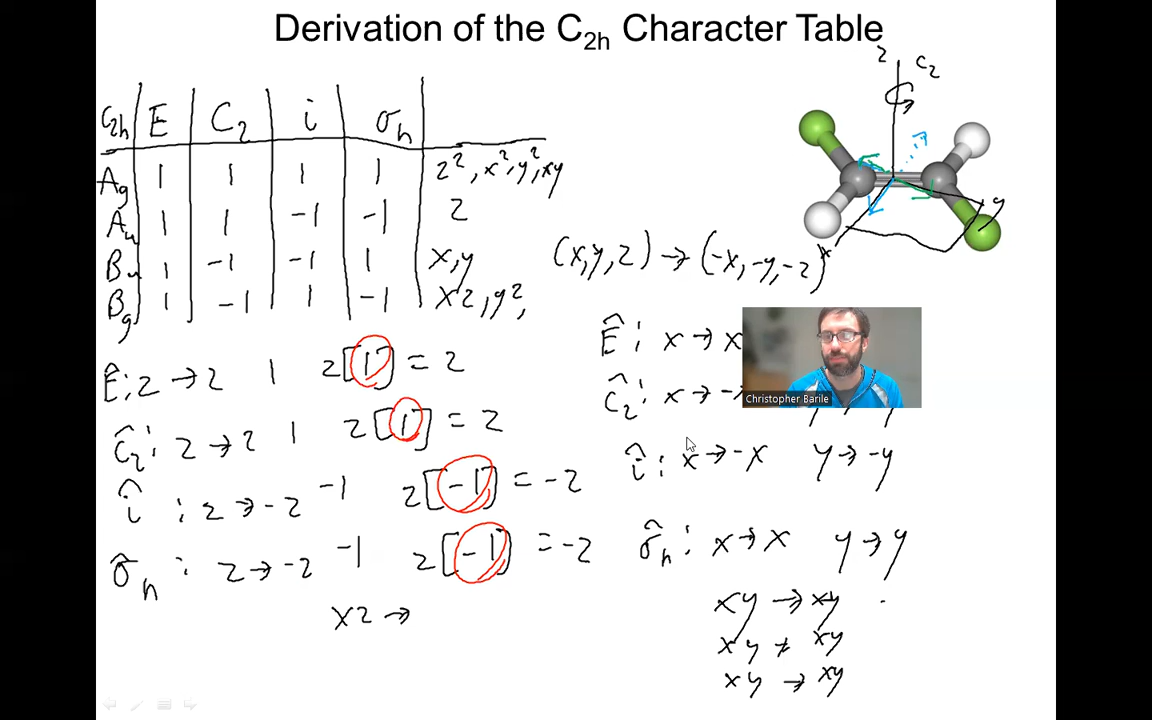 Derivation of the C2h Character Table
C2h E C2 i σh
Ag 1 1 1 1 z², x², y², xy
Au 1 1 -1 -1 z
Bu 1 -1 -1 1 x, y
Bg 1 -1 1 -1 xz, yz,
z C2
y
x
(x, y, z) → (-x, -y, -z)
Ê: z → z 1 z[1] = z
Ĉ2: z → z 1 z[1] = z
î: z → -z -1 z[-1] = -z
σ̂h: z → -z -1 z[-1] = -z
xz →
Ê: x → x
Ĉ2: x → -x
Christopher Barile
î: x → -x y → -y
σ̂h: x → x y → y
xy → xy
xy → xy
xy → xy